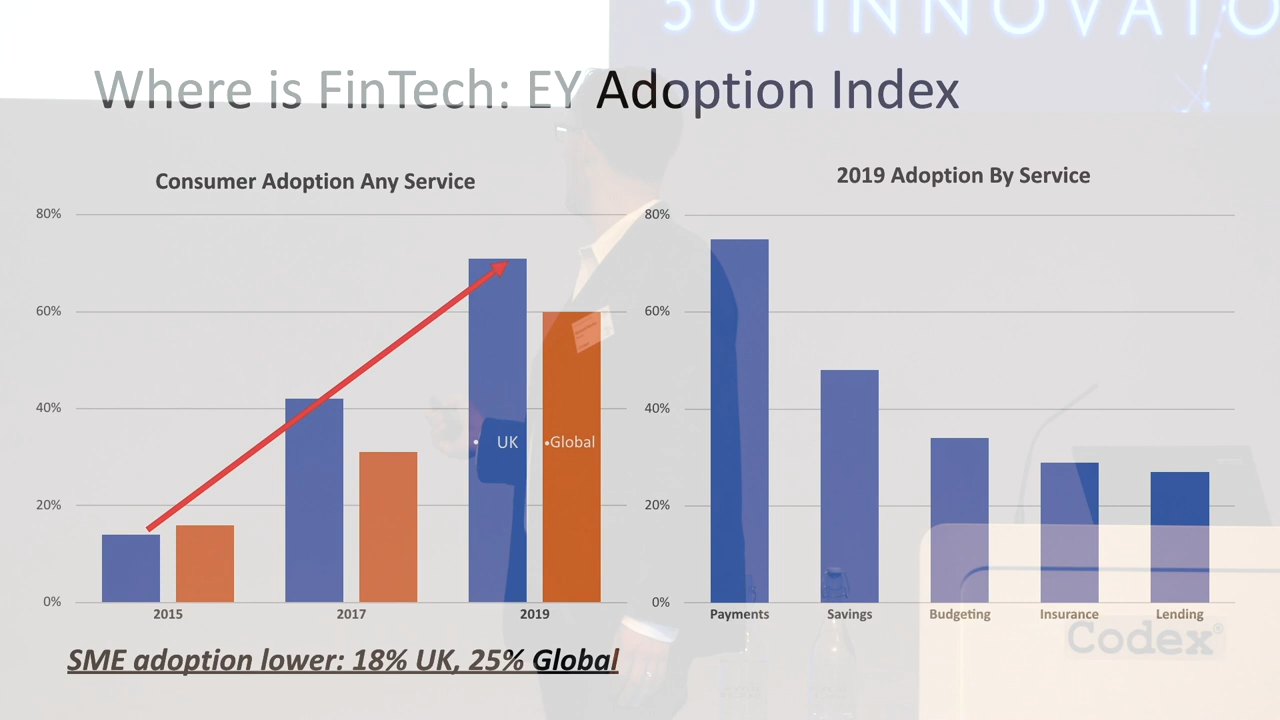 50 INNOVATO
Where is FinTech: EY Adoption Index
Consumer Adoption Any Service
2019 Adoption By Service
80%
60%
40%
20%
0%
• UK
•Global
2015
2017
2019
80%
60%
40%
20%
0%
Payments
Savings
Budgeting
Insurance
Lending
SME adoption lower: 18% UK, 25% Global
Codex®